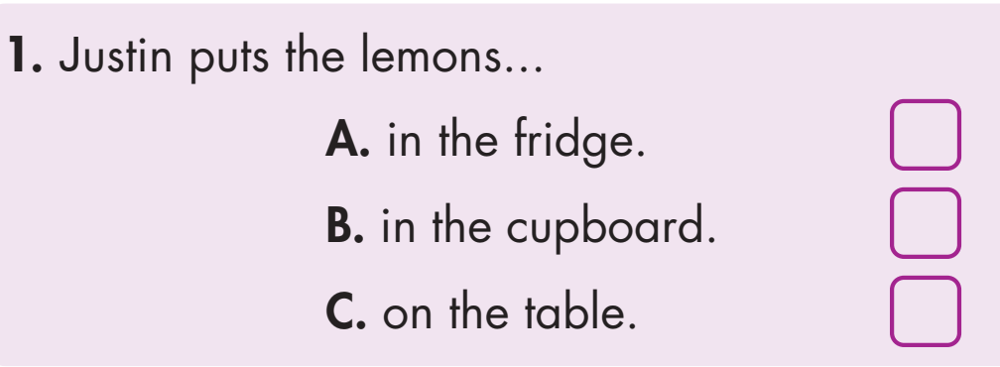 1. Justin puts the lemons...
A. in the fridge.
B. in the cupboard.
C. on the table.